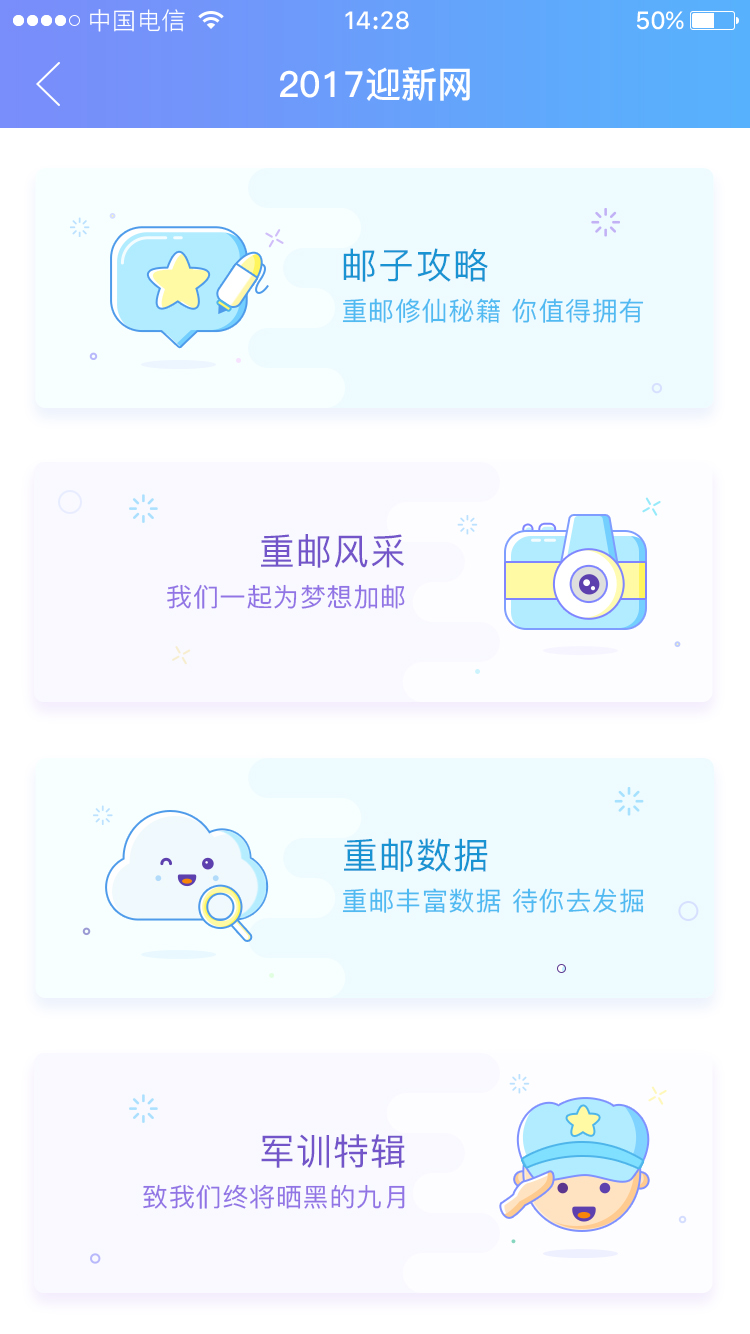 中国电信
14:28
50%
2017迎新网
邮子攻略
重邮修仙秘籍 你值得拥有
重邮风采
我们一起为梦想加邮
重邮数据
重邮丰富数据 待你去发掘
军训特辑
致我们终将晒黑的九月